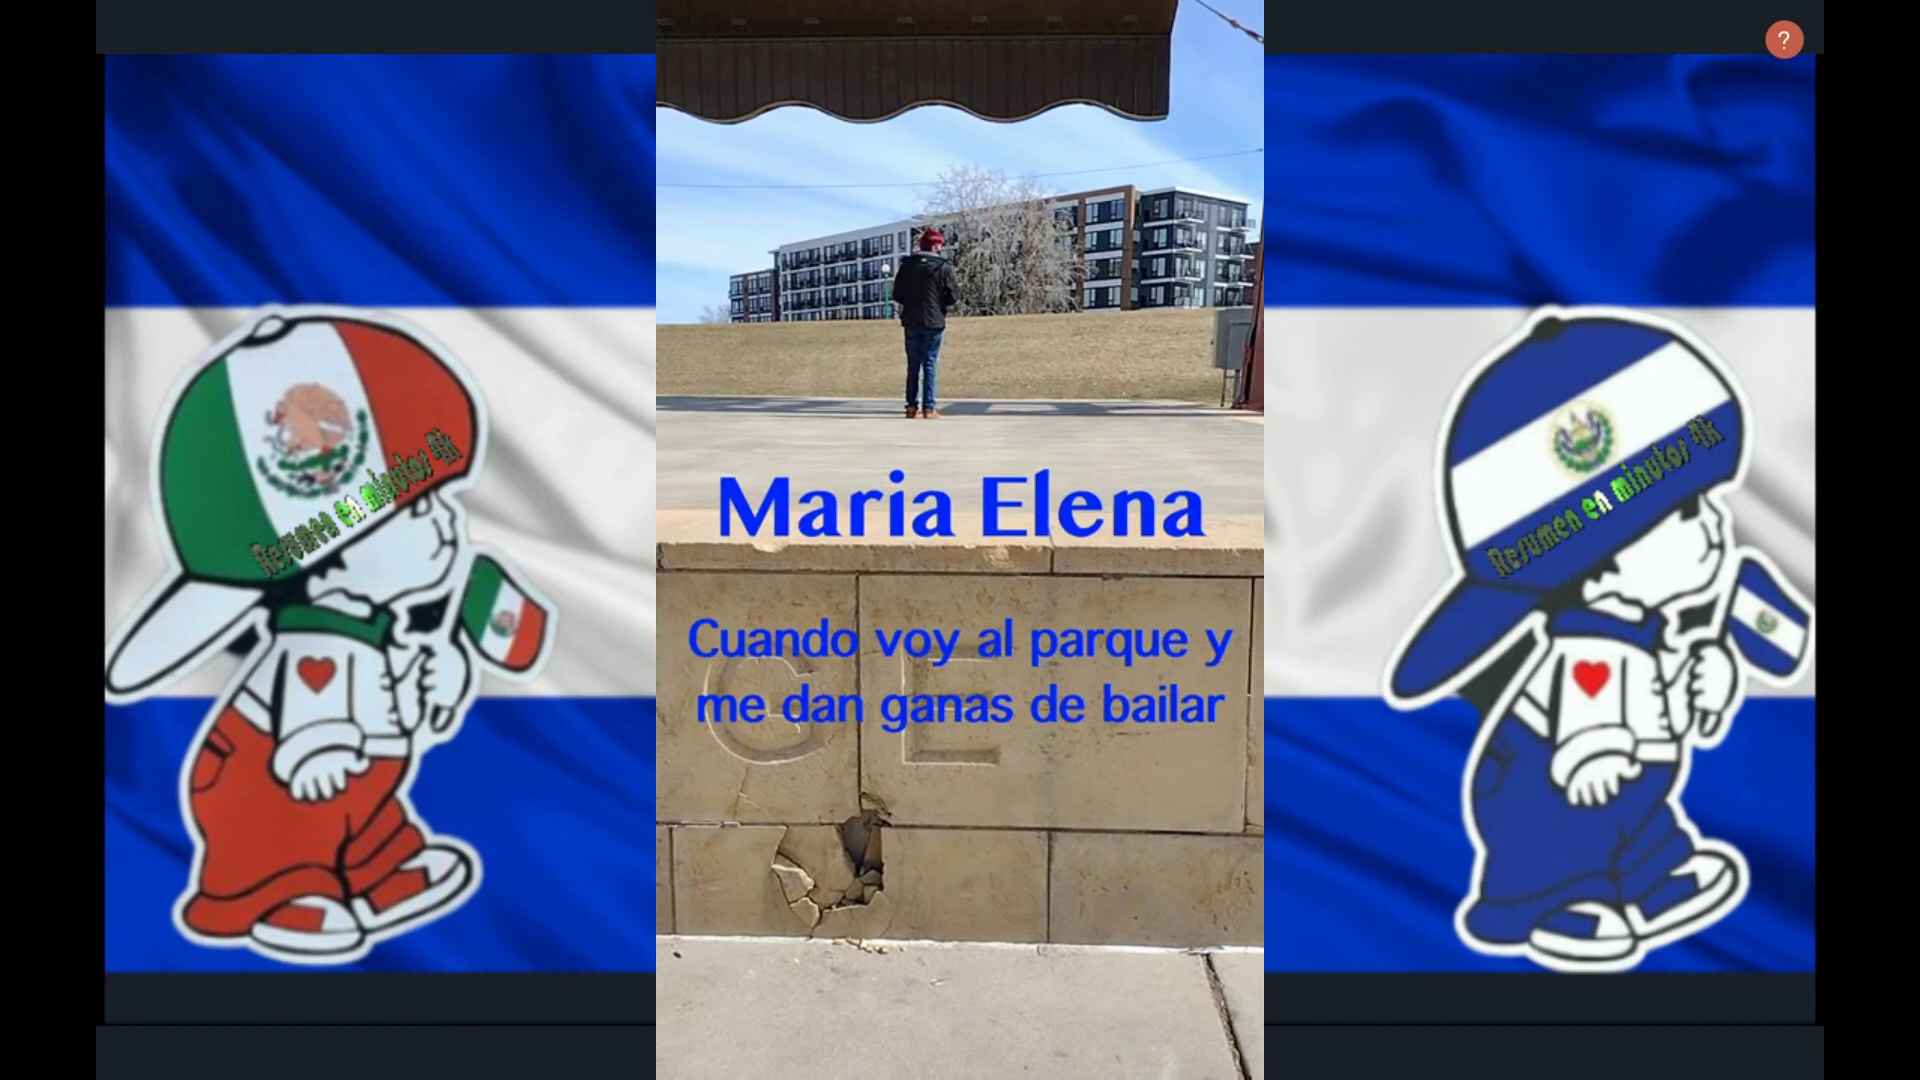 ?
Maria Elena
Resumen en minutos 4k
Resumen en minutos 4k
Cuando voy al parque y
me dan ganas de bailar
G E